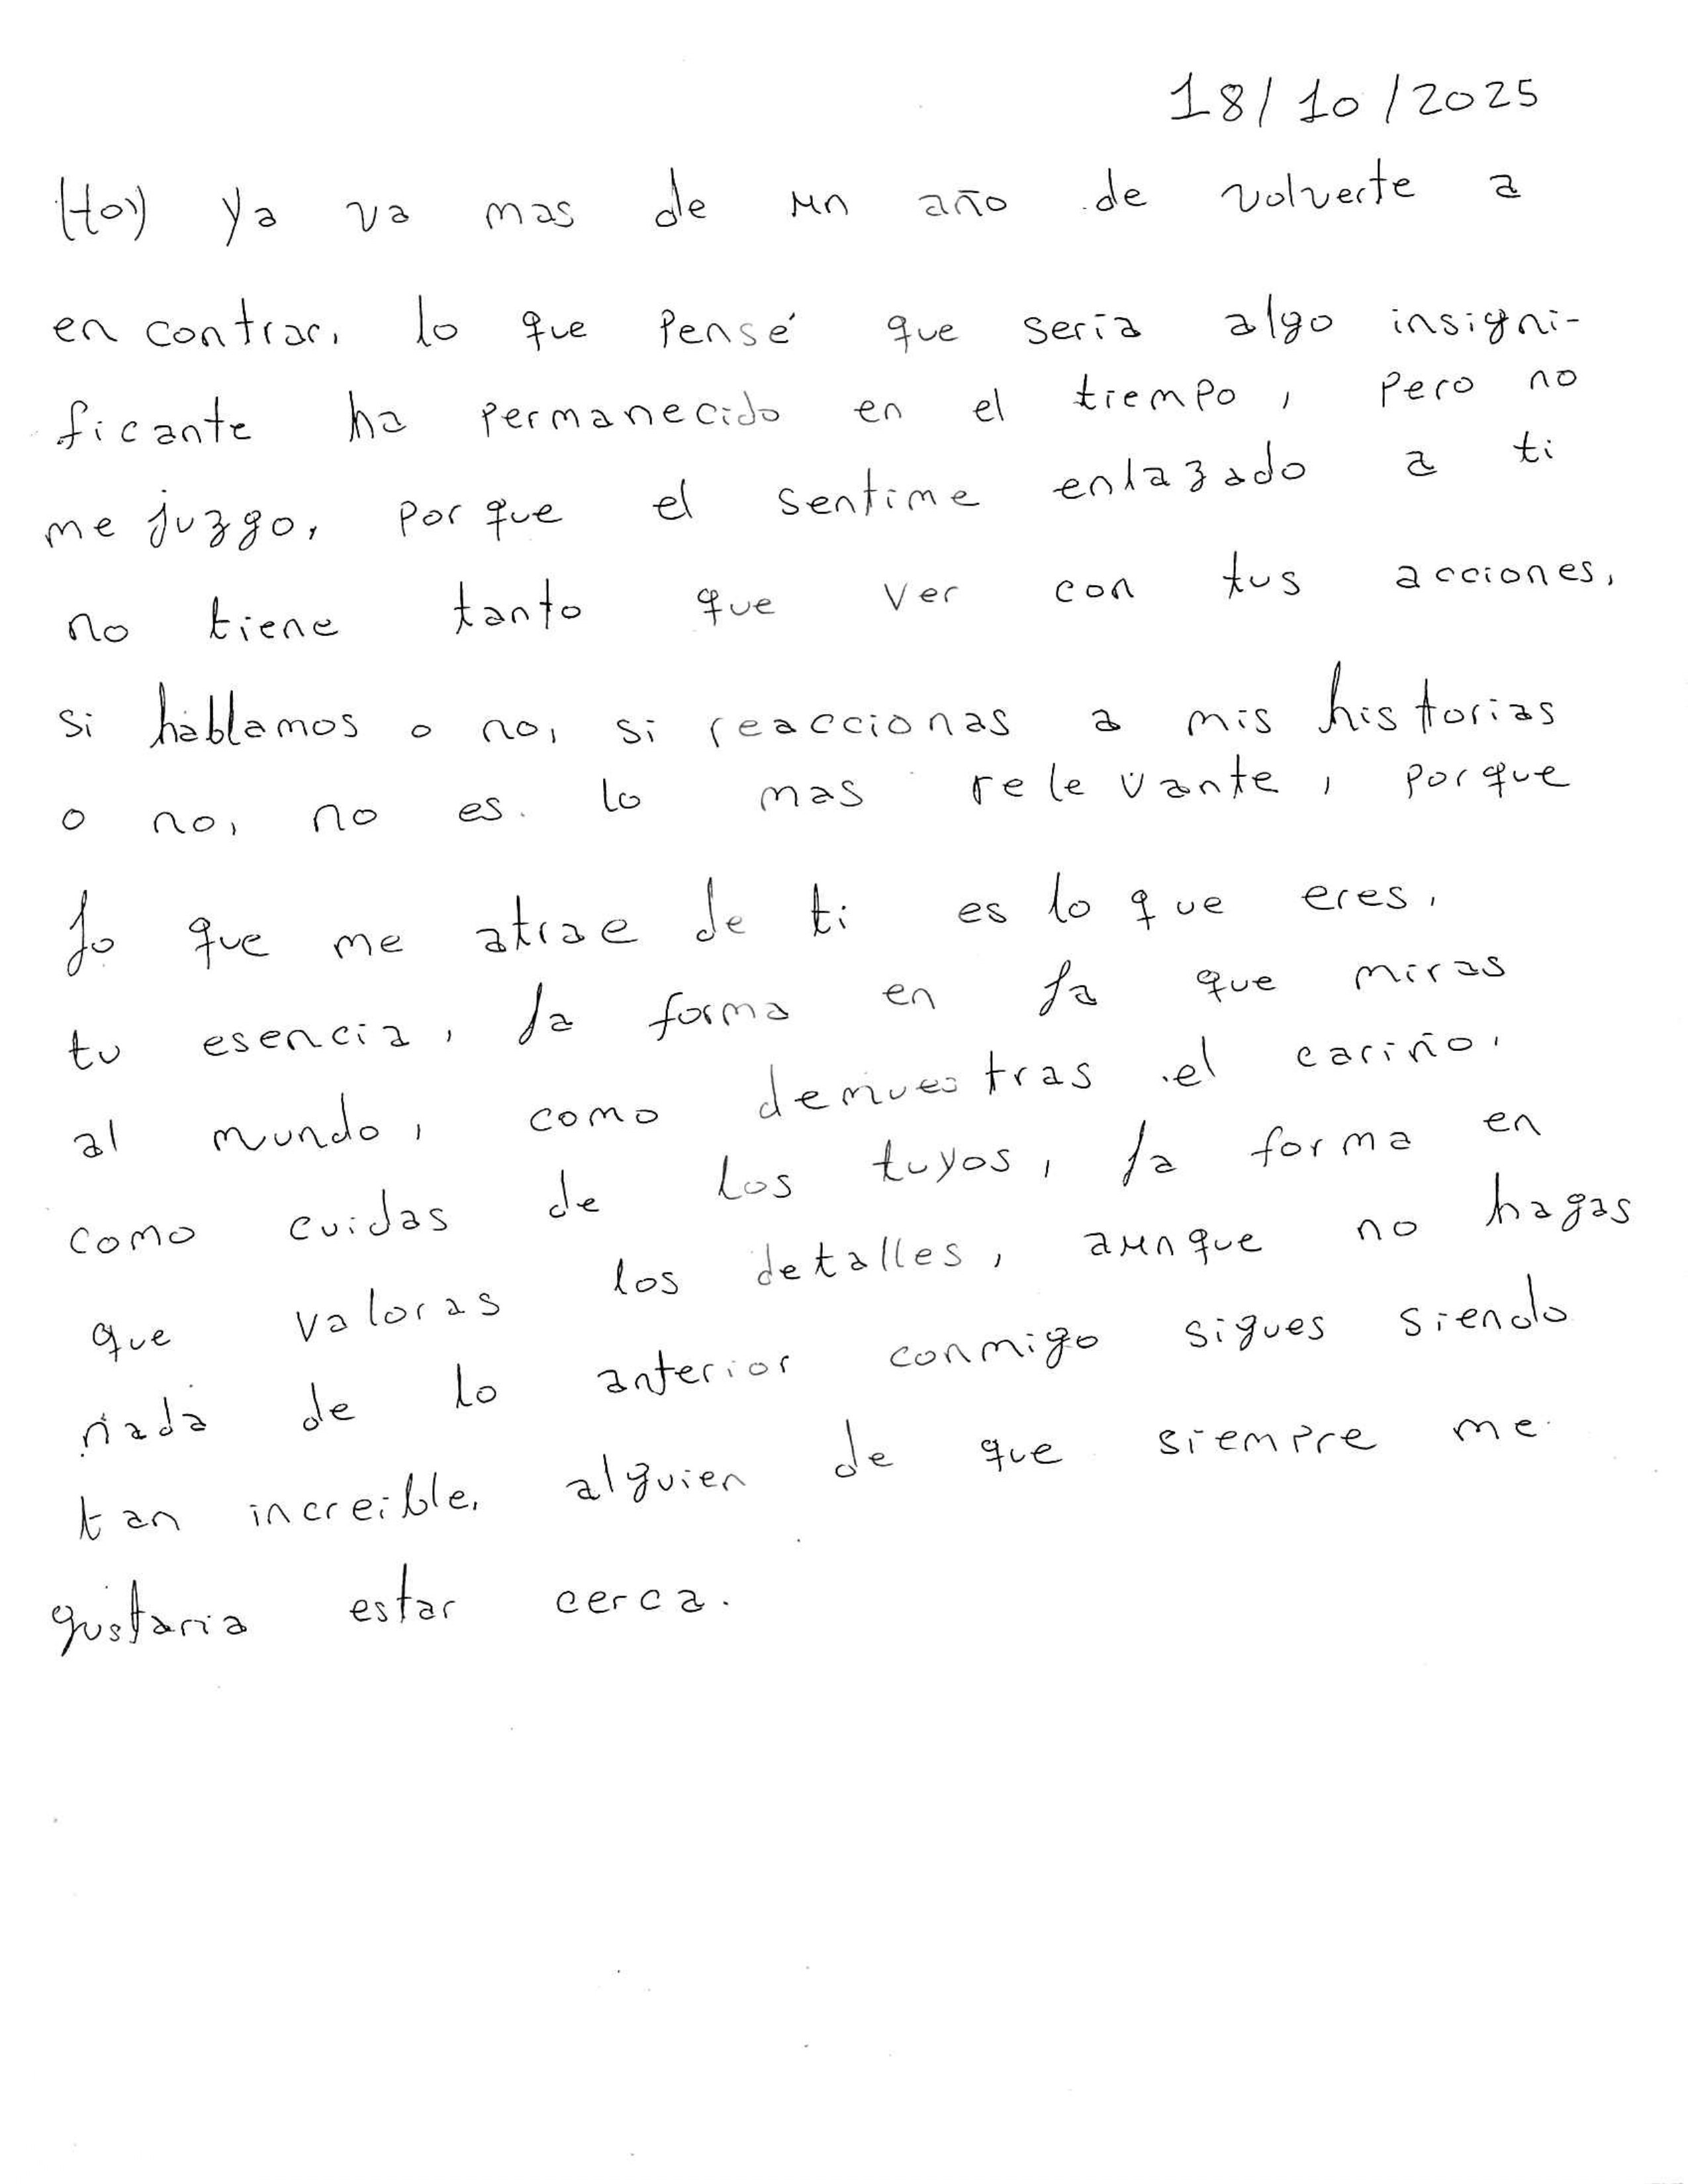 18/10/2025
Hoy ya va mas de un año de volverte a
encontrar, lo que pensé que seria algo insigni-
ficante ha permanecido en el tiempo, pero no
me juzgo, porque el sentime enlazado a ti
no tiene tanto que ver con tus acciones,
si hablamos o no, si reaccionas a mis historias
o no, no es lo mas relevante, porque
lo que me atrae de ti es lo que eres,
tu esencia, la forma en la que miras
al mundo, como demuestras el cariño,
como cuidas de los tuyos, la forma en
que valoras los detalles, aunque no hagas
nada de lo anterior conmigo sigues siendo
tan increible, alguien de que siempre me
gustaria estar cerca.